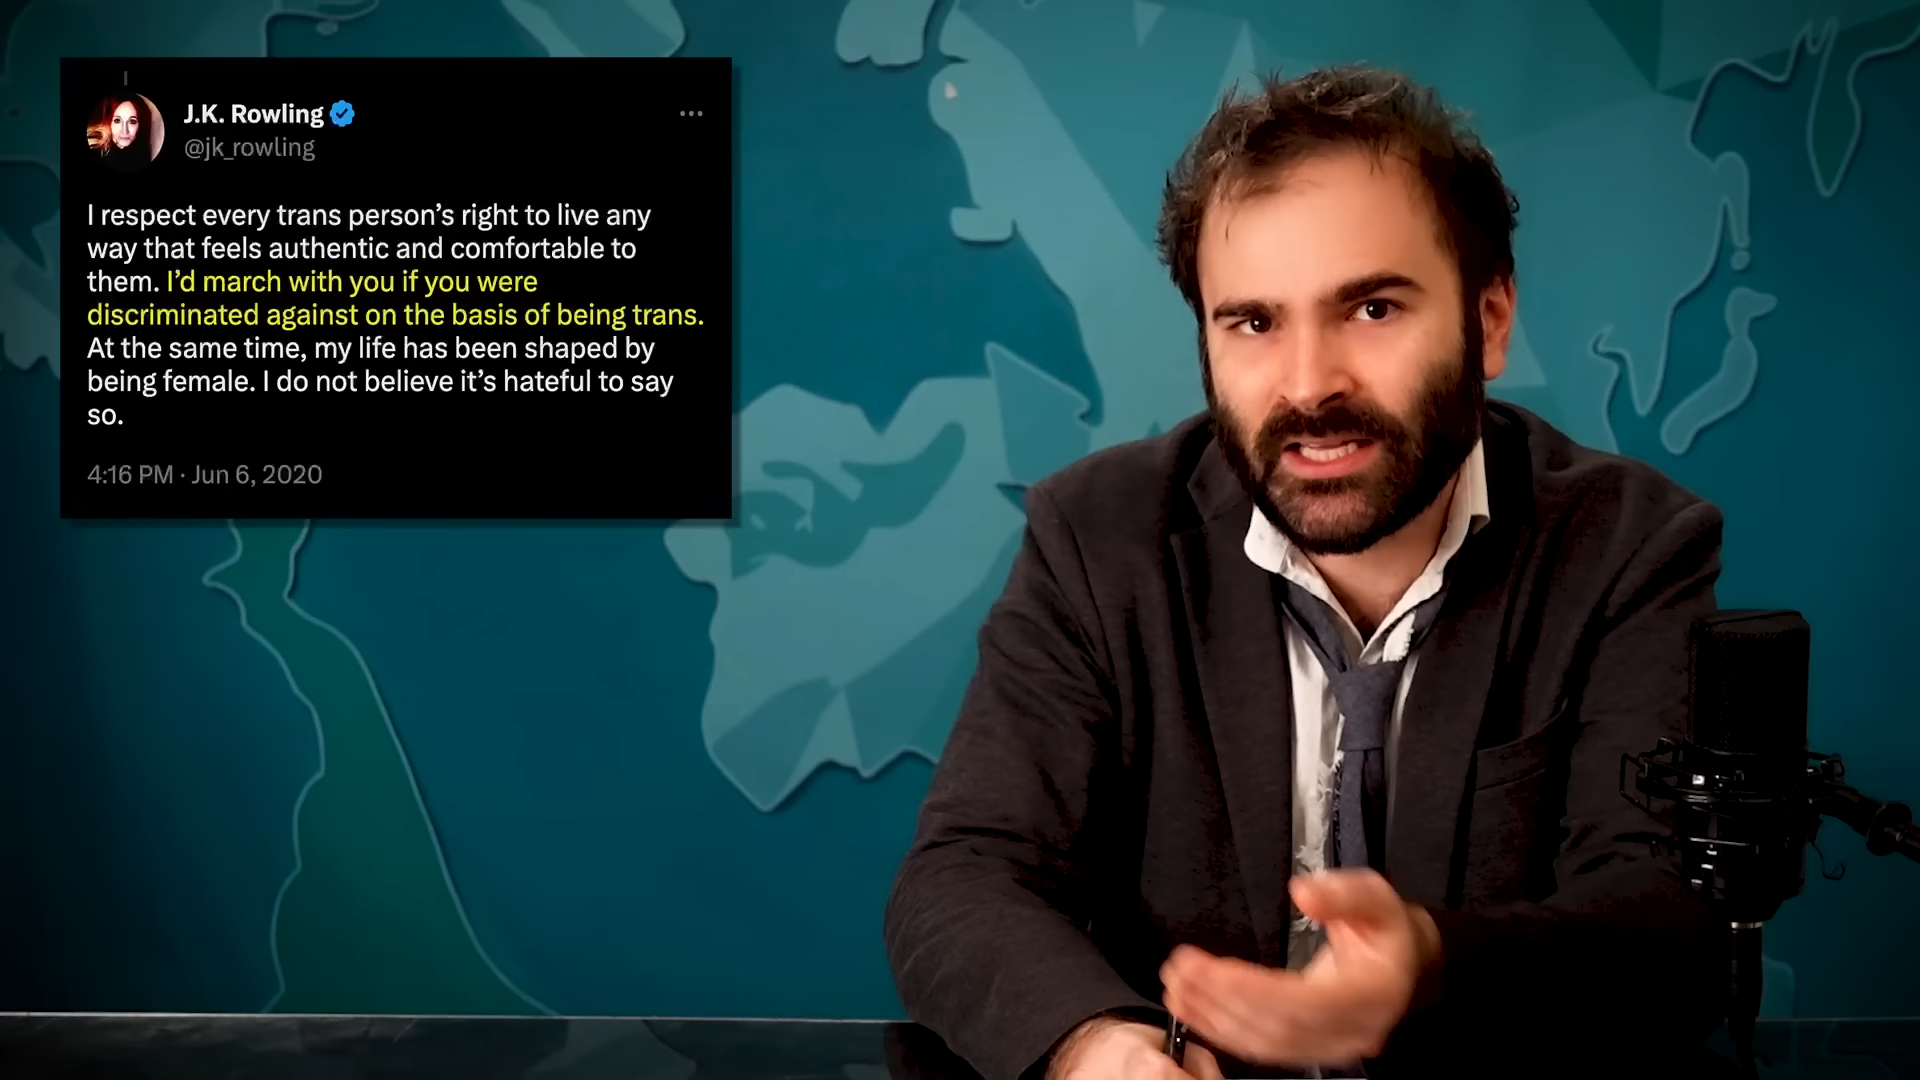 J.K. Rowling
@jk_rowling
I respect every trans person's right to live any
way that feels authentic and comfortable to
them. I'd march with you if you were
discriminated against on the basis of being trans.
At the same time, my life has been shaped by
being female. I do not believe it's hateful to say
so.
4:16 PM · Jun 6, 2020